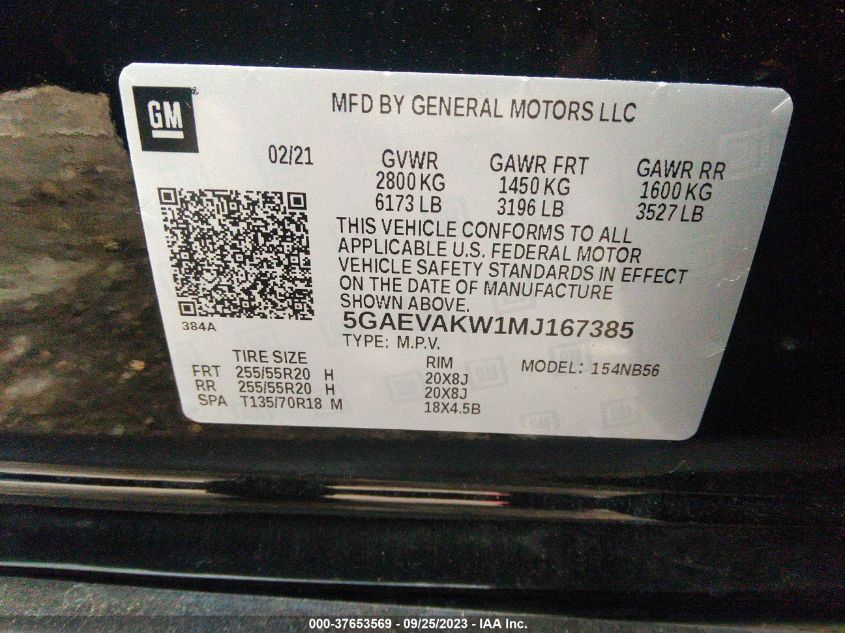 GM
MFD BY GENERAL MOTORS LLC
02/21 GVWR GAWR FRT GAWR RR
2800 KG 1450 KG 1600 KG
6173 LB 3196 LB 3527 LB
THIS VEHICLE CONFORMS TO ALL
APPLICABLE U.S. FEDERAL MOTOR
VEHICLE SAFETY STANDARDS IN EFFECT
ON THE DATE OF MANUFACTURE
SHOWN ABOVE.
384A
5GAEVAKW1MJ167385
TYPE: M.P.V.
TIRE SIZE RIM MODEL: 154NB56
FRT 255/55R20 H 20X8J
RR 255/55R20 H 20X8J
SPA T135/70R18 M 18X4.5B
000-37653569 - 09/25/2023 - IAA Inc.